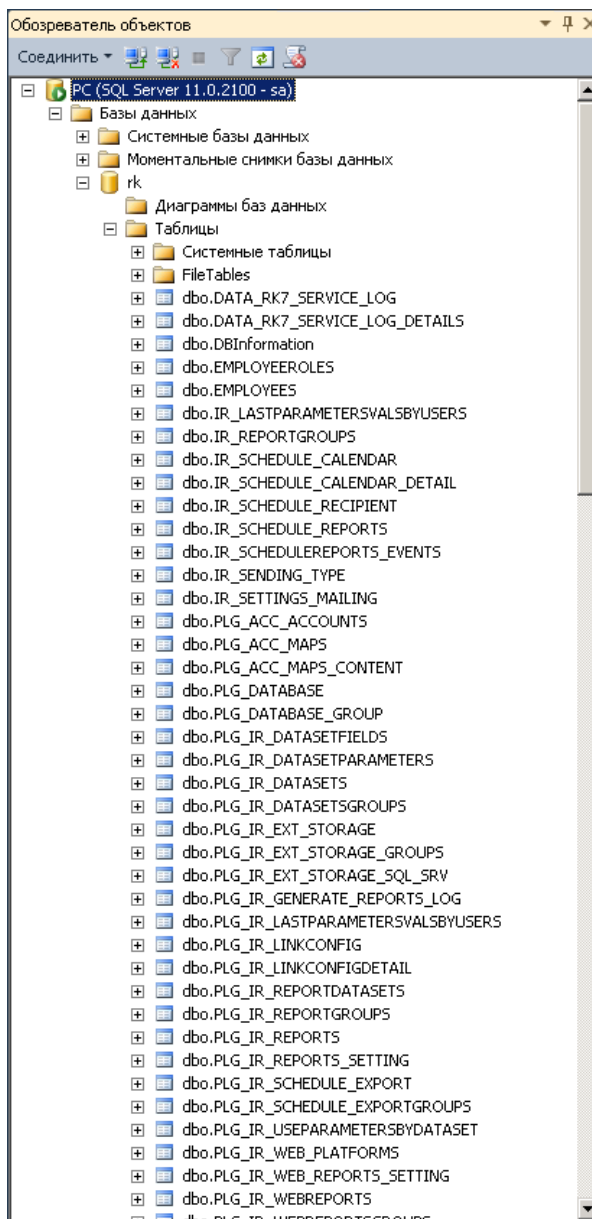 Обозреватель объектов
Соединить
PC (SQL Server 11.0.2100 - sa)
Базы данных
Системные базы данных
Моментальные снимки базы данных
rk
Диаграммы баз данных
Таблицы
Системные таблицы
FileTables
dbo.DATA_RK7_SERVICE_LOG
dbo.DATA_RK7_SERVICE_LOG_DETAILS
dbo.DBInformation
dbo.EMPLOYEEROLES
dbo.EMPLOYEES
dbo.IR_LASTPARAMETERSVALSBYUSERS
dbo.IR_REPORTGROUPS
dbo.IR_SCHEDULE_CALENDAR
dbo.IR_SCHEDULE_CALENDAR_DETAIL
dbo.IR_SCHEDULE_RECIPIENT
dbo.IR_SCHEDULE_REPORTS
dbo.IR_SCHEDULEREPORTS_EVENTS
dbo.IR_SENDING_TYPE
dbo.IR_SETTINGS_MAILING
dbo.PLG_ACC_ACCOUNTS
dbo.PLG_ACC_MAPS
dbo.PLG_ACC_MAPS_CONTENT
dbo.PLG_DATABASE
dbo.PLG_DATABASE_GROUP
dbo.PLG_IR_DATASETFIELDS
dbo.PLG_IR_DATASETPARAMETERS
dbo.PLG_IR_DATASETS
dbo.PLG_IR_DATASETSGROUPS
dbo.PLG_IR_EXT_STORAGE
dbo.PLG_IR_EXT_STORAGE_GROUPS
dbo.PLG_IR_EXT_STORAGE_SQL_SRV
dbo.PLG_IR_GENERATE_REPORTS_LOG
dbo.PLG_IR_LASTPARAMETERSVALSBYUSERS
dbo.PLG_IR_LINKCONFIG
dbo.PLG_IR_LINKCONFIGDETAIL
dbo.PLG_IR_REPORTDATASETS
dbo.PLG_IR_REPORTGROUPS
dbo.PLG_IR_REPORTS
dbo.PLG_IR_REPORTS_SETTING
dbo.PLG_IR_SCHEDULE_EXPORT
dbo.PLG_IR_SCHEDULE_EXPORTGROUPS
dbo.PLG_IR_USEPARAMETERSBYDATASET
dbo.PLG_IR_WEB_PLATFORMS
dbo.PLG_IR_WEB_REPORTS_SETTING
dbo.PLG_IR_WEBREPORTS